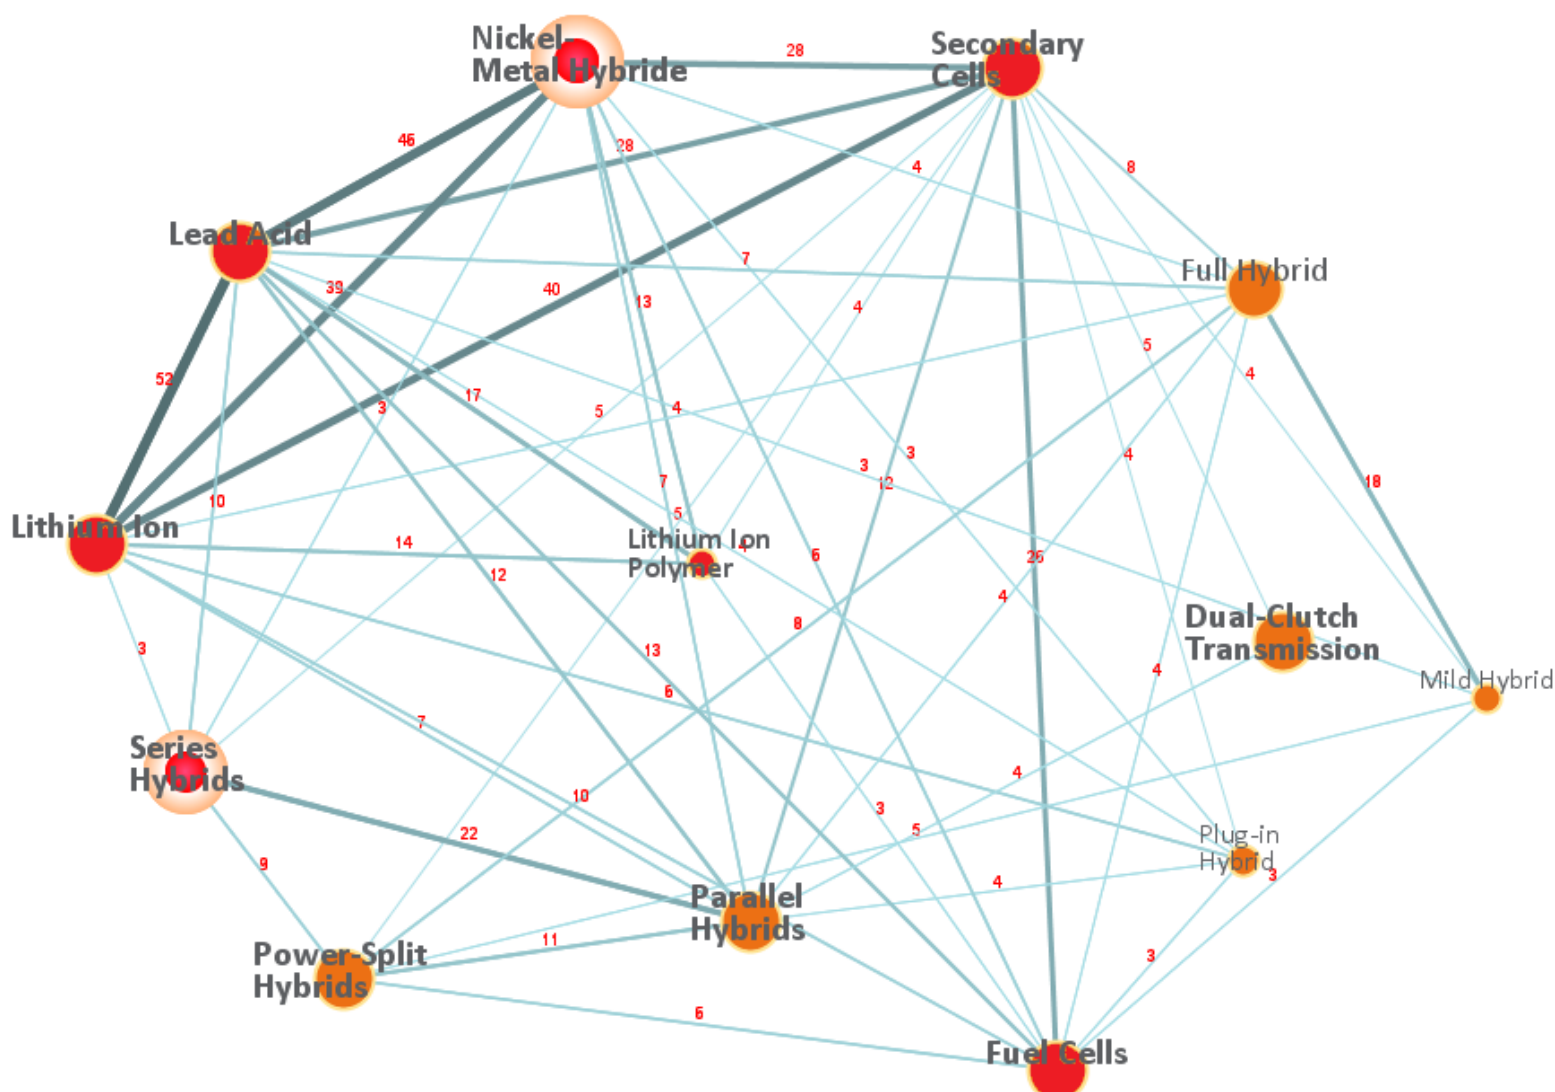 Nickel-
Metal Hybride
Secondary
Cells
28
46
28
4
8
Lead Acid
7
Full Hybrid
39
40
13
4
5
4
52
3
17
4
5
3
3
4
18
7
12
10
5
Lithium Ion
14
Lithium Ion
Polymer
4
6
26
12
4
8
Dual-Clutch
Transmission
3
13
4
Mild Hybrid
6
7
Series
Hybrids
4
10
3
22
5
Plug-in
Hybrid
9
4
3
Parallel
Hybrids
11
Power-Split
Hybrids
3
6
Fuel Cells